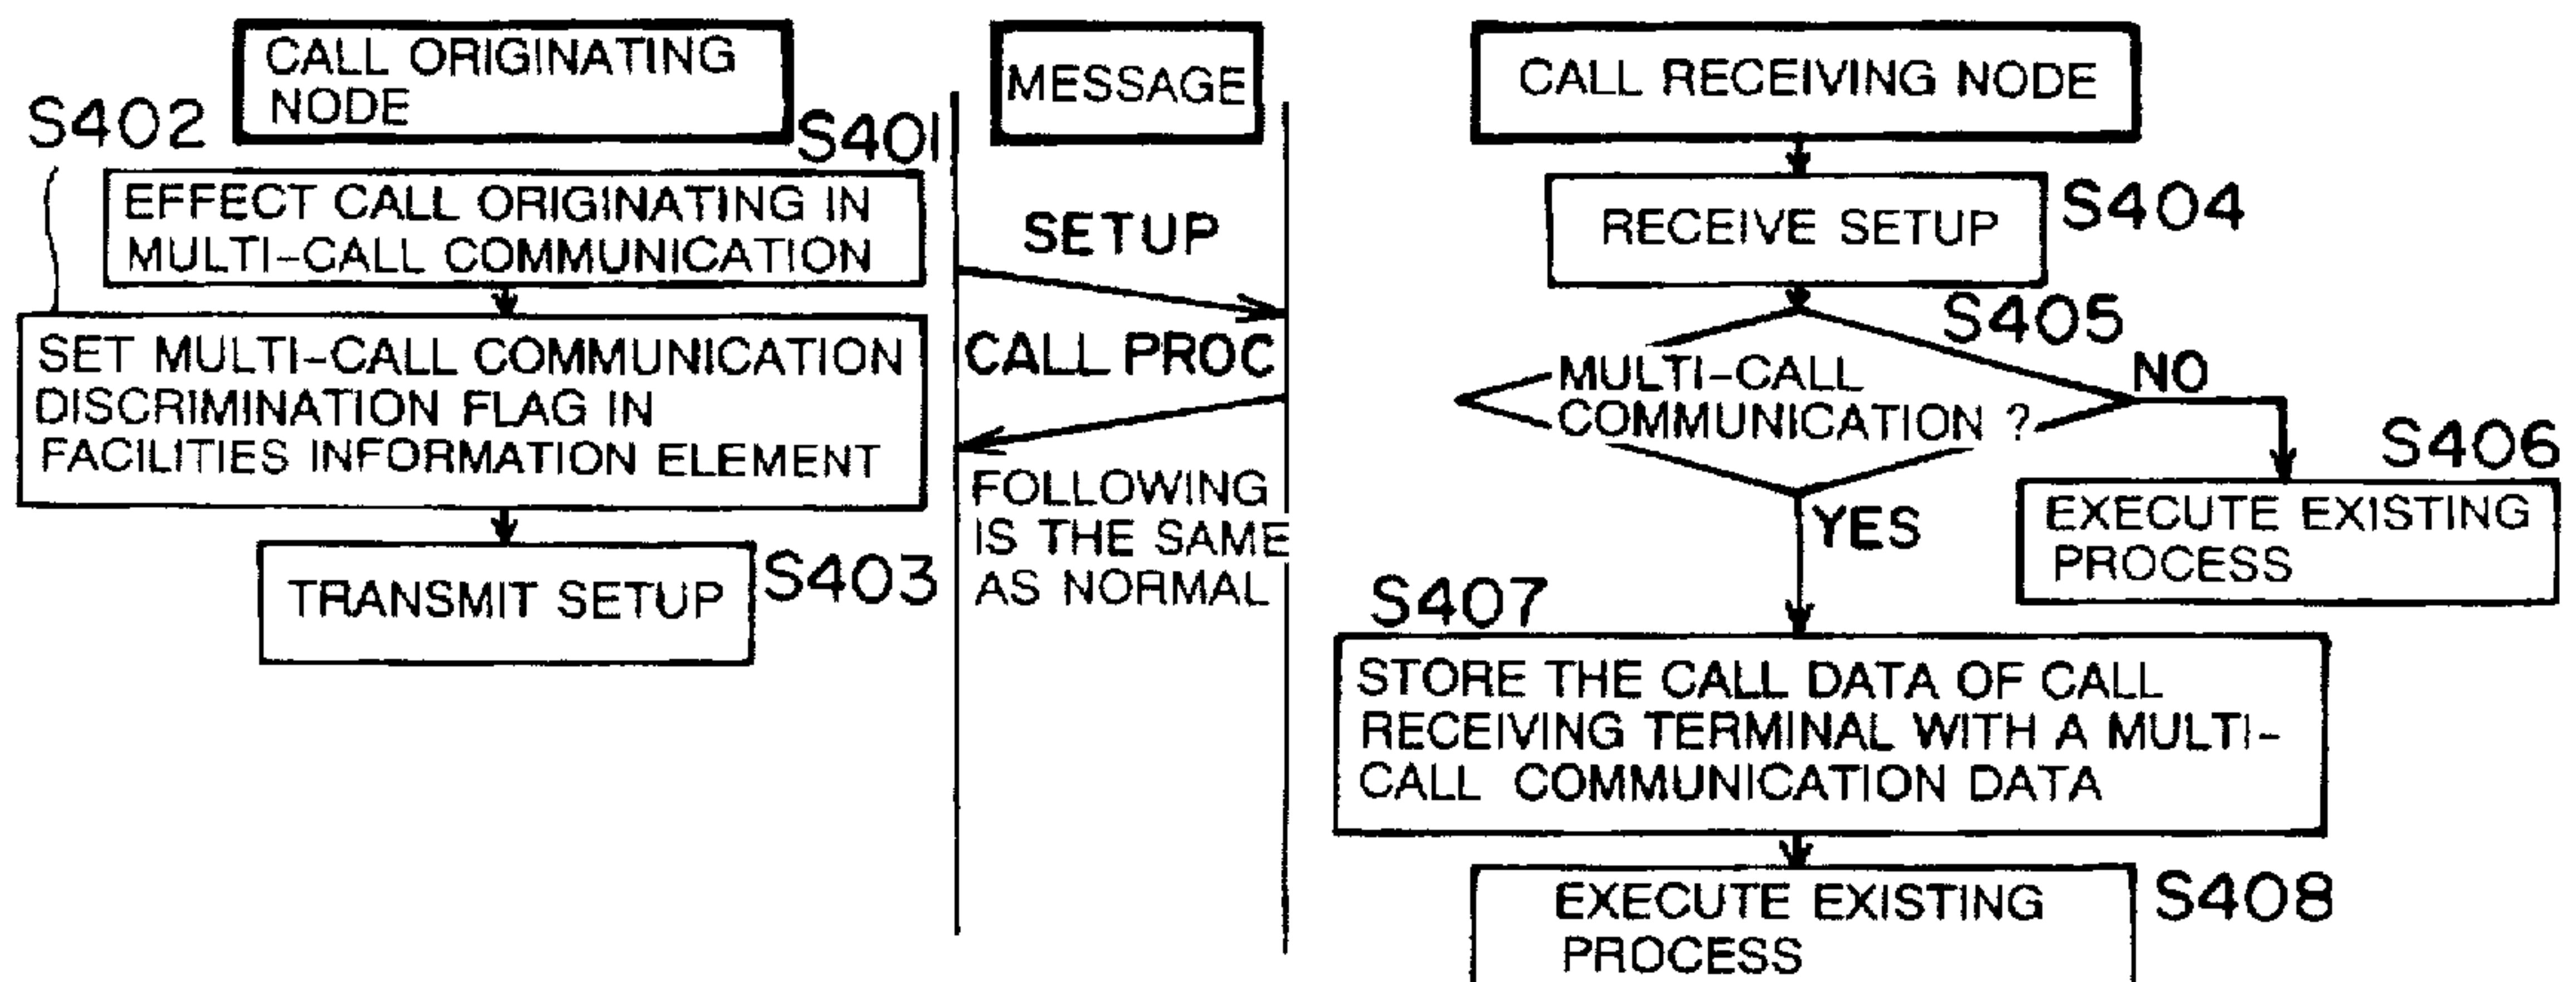 CALL ORIGINATING
NODE
S402
S401
EFFECT CALL ORIGINATING IN
MULTI-CALL COMMUNICATION
SET MULTI-CALL COMMUNICATION
DISCRIMINATION FLAG IN
FACILITIES INFORMATION ELEMENT
TRANSMIT SETUP
S403
MESSAGE
SETUP
CALL PROC
FOLLOWING
IS THE SAME
AS NORMAL
CALL RECEIVING NODE
RECEIVE SETUP
S404
S405
MULTI-CALL
COMMUNICATION ?
NO
S406
EXECUTE EXISTING
PROCESS
YES
S407
STORE THE CALL DATA OF CALL
RECEIVING TERMINAL WITH A MULTI-
CALL COMMUNICATION DATA
EXECUTE EXISTING
PROCESS
S408